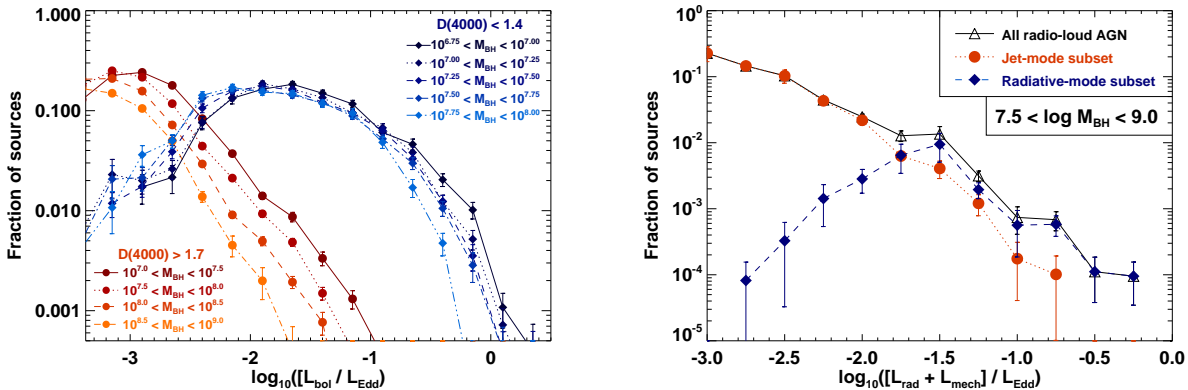 D(4000) < 1.4
10^6.75 < M_BH < 10^7.00
10^7.00 < M_BH < 10^7.25
10^7.25 < M_BH < 10^7.50
10^7.50 < M_BH < 10^7.75
10^7.75 < M_BH < 10^8.00
D(4000) > 1.7
10^7.0 < M_BH < 10^7.5
10^7.5 < M_BH < 10^8.0
10^8.0 < M_BH < 10^8.5
10^8.5 < M_BH < 10^9.0
Fraction of sources
1.000
0.100
0.010
0.001
-3 -2 -1 0
log_10([L_bol / L_Edd)
All radio-loud AGN
Jet-mode subset
Radiative-mode subset
7.5 < log M_BH < 9.0
Fraction of sources
10^0
10^-1
10^-2
10^-3
10^-4
10^-5
-3.0 -2.5 -2.0 -1.5 -1.0 -0.5 0.0
log_10([L_rad + L_mech] / L_Edd)